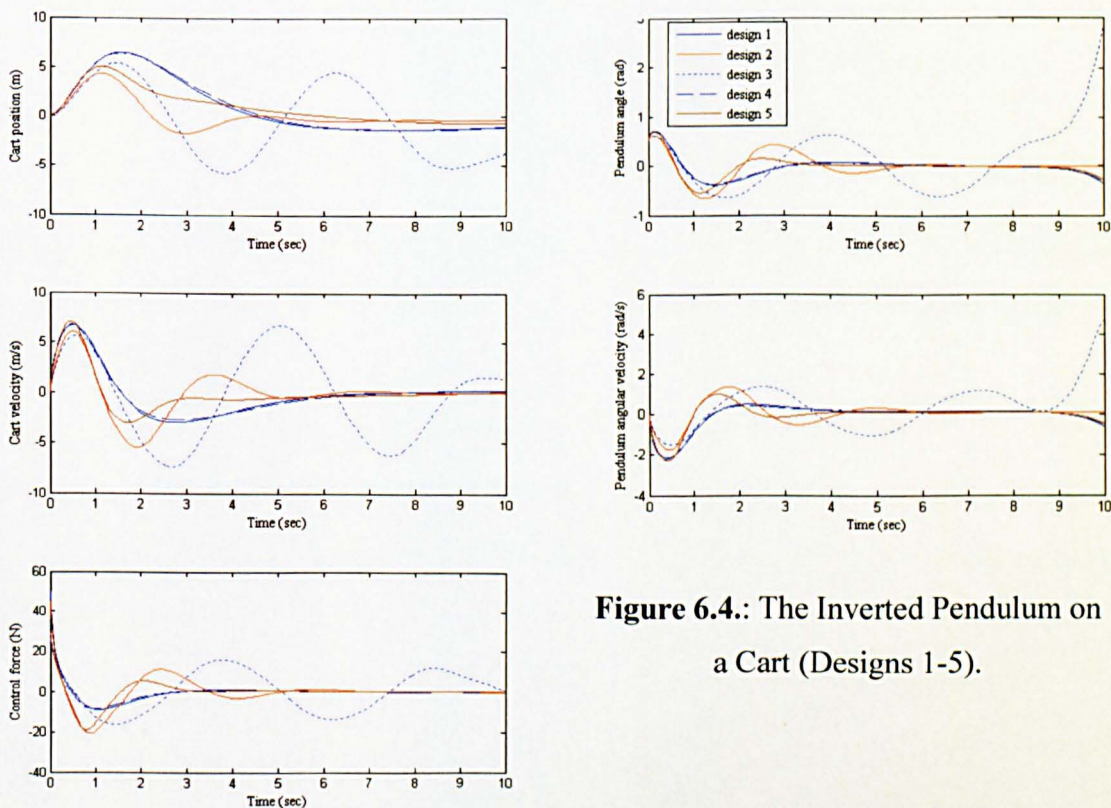 10
5
0
-5
-10
Cart position (m)
0 1 2 3 4 5 6 7 8 9 10
Time (sec)
2
1
0
-1
Pendulum angle (rad)
design 1
design 2
design 3
design 4
design 5
0 1 2 3 4 5 6 7 8 9 10
Time (sec)
10
5
0
-5
-10
Cart velocity (m/s)
0 1 2 3 4 5 6 7 8 9 10
Time (sec)
6
4
2
0
-2
-4
Pendulum angular velocity (rad/s)
0 1 2 3 4 5 6 7 8 9 10
Time (sec)
60
40
20
0
-20
-40
Control force (N)
0 1 2 3 4 5 6 7 8 9 10
Time (sec)
Figure 6.4.: The Inverted Pendulum on
a Cart (Designs 1-5).